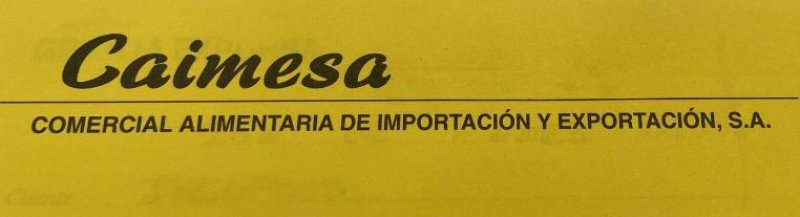 Caimesa
COMERCIAL ALIMENTARIA DE IMPORTACIÓN Y EXPORTACIÓN, S.A.